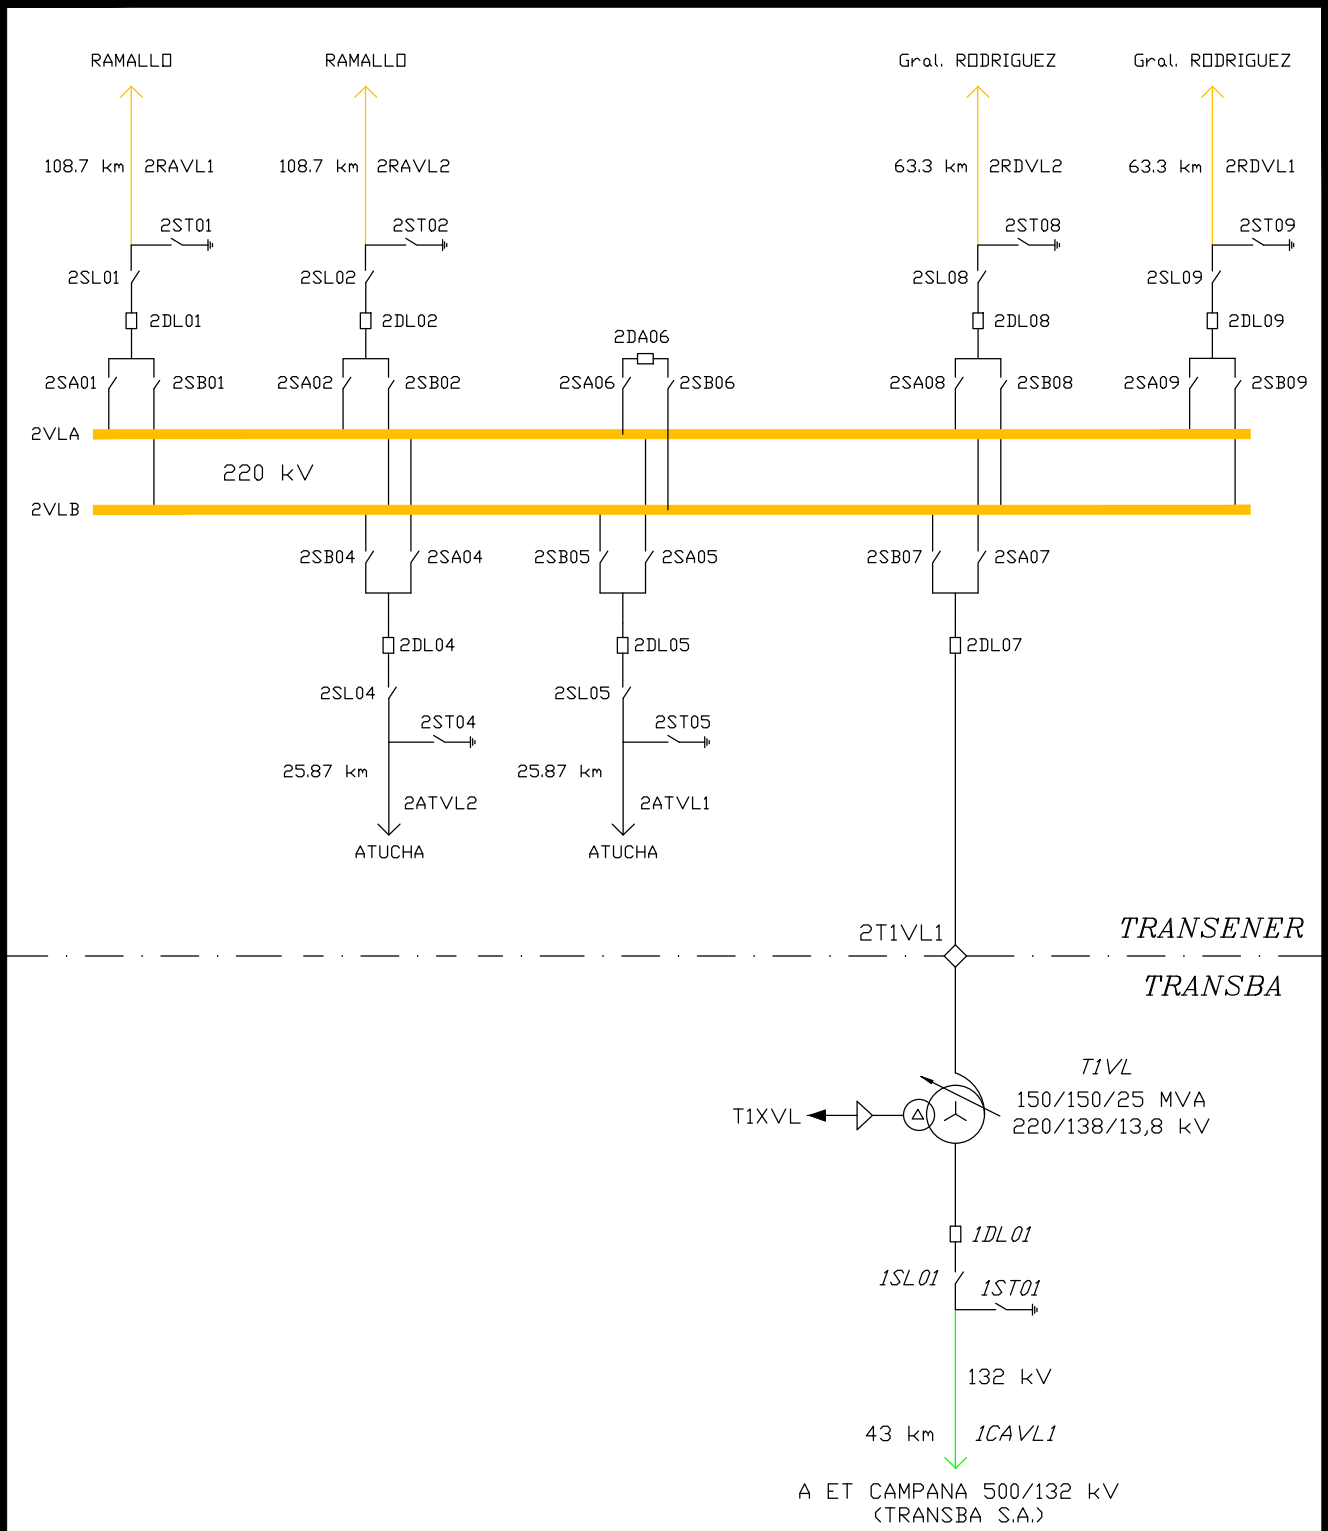 RAMALLO RAMALLO Gral. RODRIGUEZ Gral. RODRIGUEZ
108.7 km 2RAVL1 108.7 km 2RAVL2 63.3 km 2RDVL2 63.3 km 2RDVL1
2ST01 2ST02 2ST08 2ST09
2SL01 2SL02 2SL08 2SL09
2DL01 2DL02 2DL08 2DL09
2DA06
2SA01 2SB01 2SA02 2SB02 2SA06 2SB06 2SA08 2SB08 2SA09 2SB09
2VLA
220 kV
2VLB
2SB04 2SA04 2SB05 2SA05 2SB07 2SA07
2DL04 2DL05 2DL07
2SL04 2SL05
2ST04 2ST05
25.87 km 25.87 km
2ATVL2 2ATVL1
ATUCHA ATUCHA
2T1VL1 TRANSENER
TRANSBA
T1VL
150/150/25 MVA
T1XVL 220/138/13,8 kV
1DL01
1SL01 1ST01
132 kV
43 km 1CAVL1
A ET CAMPANA 500/132 kV
(TRANSBA S.A.)